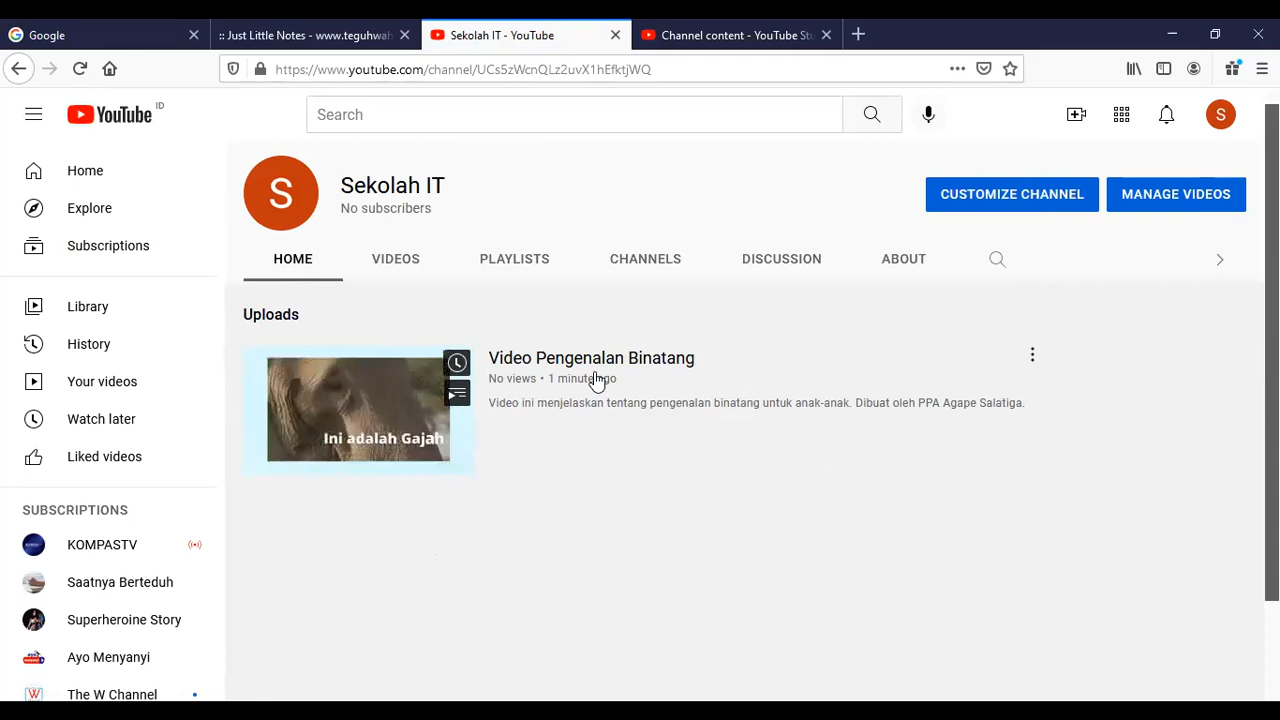 Google
:: Just Little Notes - www.teguhwah
Sekolah IT - YouTube
Channel content - YouTube Stu
https://www.youtube.com/channel/UCs5zWcnQLz2uvX1hEfktjWQ
YouTube ID
Search
S
Home
Explore
Subscriptions
Library
History
Your videos
Watch later
Liked videos
SUBSCRIPTIONS
KOMPASTV
Saatnya Berteduh
Superheroine Story
Ayo Menyanyi
The W Channel
S
Sekolah IT
No subscribers
CUSTOMIZE CHANNEL
MANAGE VIDEOS
HOME
VIDEOS
PLAYLISTS
CHANNELS
DISCUSSION
ABOUT
Uploads
Ini adalah Gajah
Video Pengenalan Binatang
No views • 1 minute ago
Video ini menjelaskan tentang pengenalan binatang untuk anak-anak. Dibuat oleh PPA Agape Salatiga.